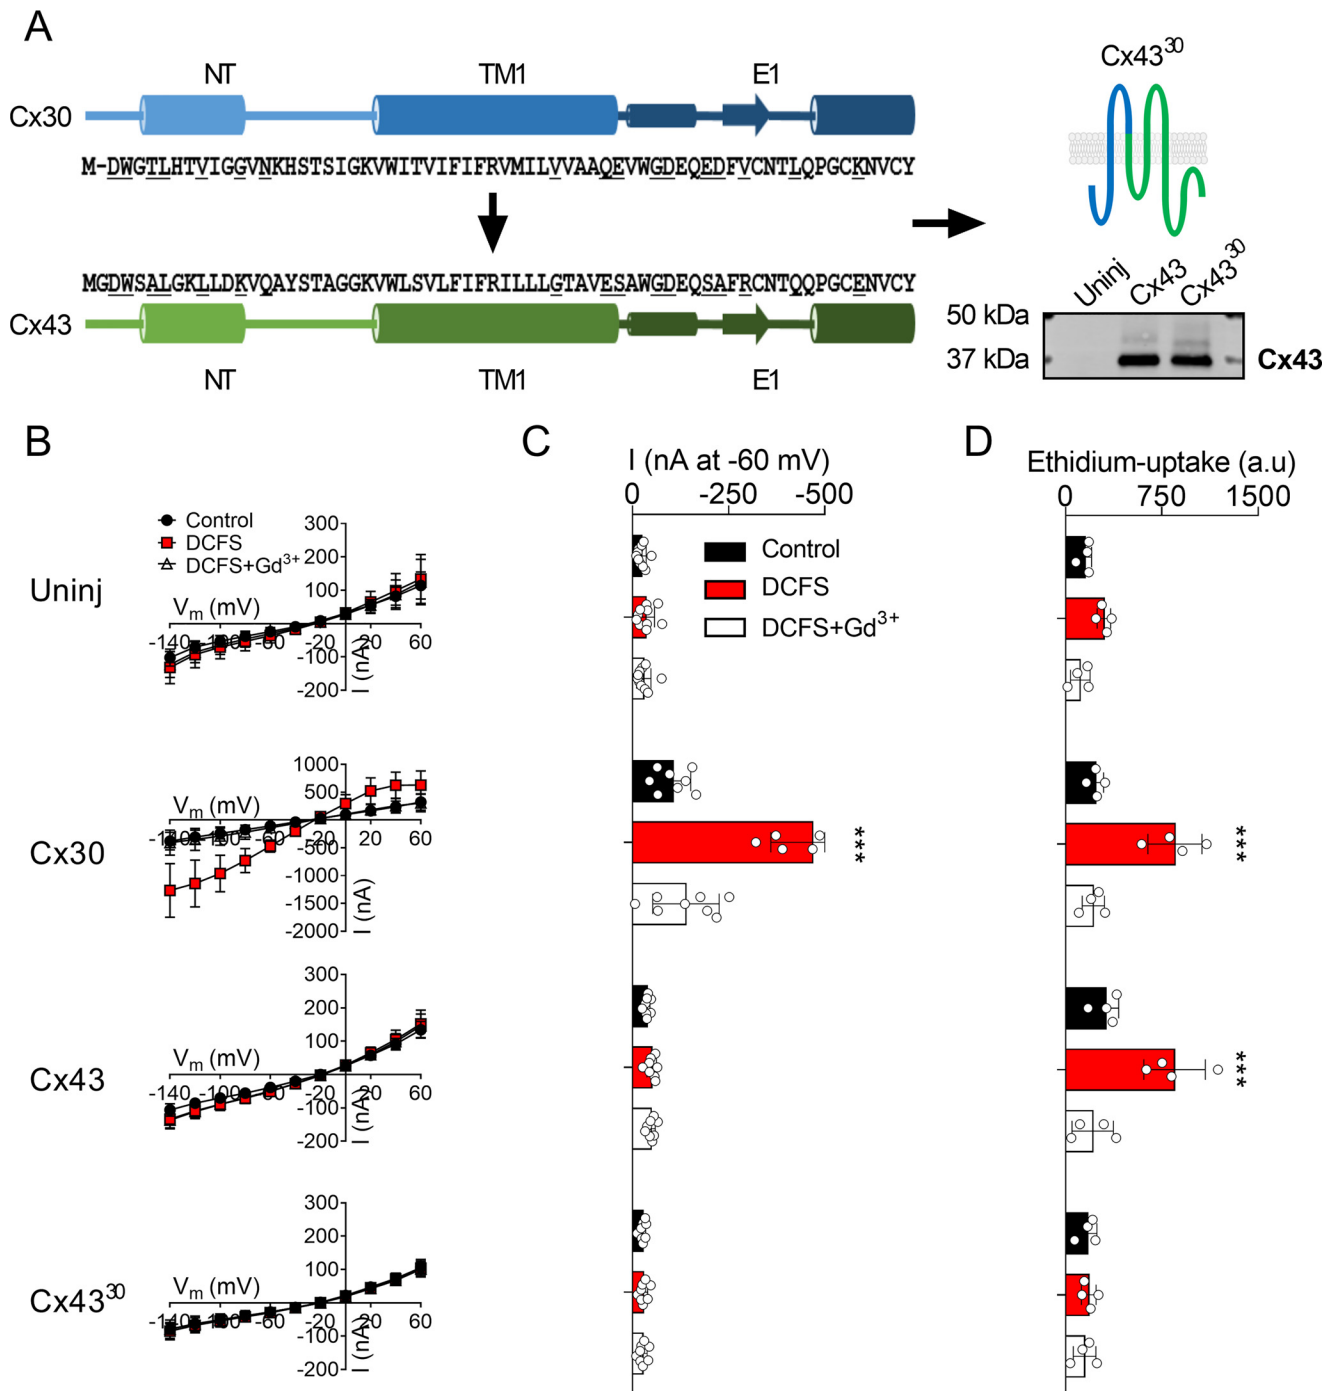 A
NT TM1 E1
Cx30
M-DWGTLHTVIGGVNKHSTSIGKVWITVIFIFRVMILVVAAQEVWGDEQEDFVCNTLQPGCKNVCY
MGDWSALGKLLDKVQAYSTAGGKVWLSVLFIFRILLLGTAVESAWGDEQSAFRCNTQQPGCENVCY
Cx43
NT TM1 E1
Cx43³⁰
Uninj Cx43 Cx43³⁰
50 kDa
37 kDa
Cx43
B
Control
DCFS
DCFS+Gd³⁺
Uninj
Vm (mV)
300
200
100
-100
-200
-140 -100 -60 -20 20 60
I (nA)
Cx30
Vm (mV)
1000
500
-500
-1000
-1500
-2000
-140 -100 -60 -20 20 60
I (nA)
Cx43
Vm (mV)
300
200
100
-100
-200
-140 -100 -60 -20 20 60
I (nA)
Cx43³⁰
Vm (mV)
300
200
100
-100
-200
-140 -100 -60 -20 20 60
I (nA)
C
I (nA at -60 mV)
0 -250 -500
Control
DCFS
DCFS+Gd³⁺
***
D
Ethidium-uptake (a.u)
0 750 1500
***
***